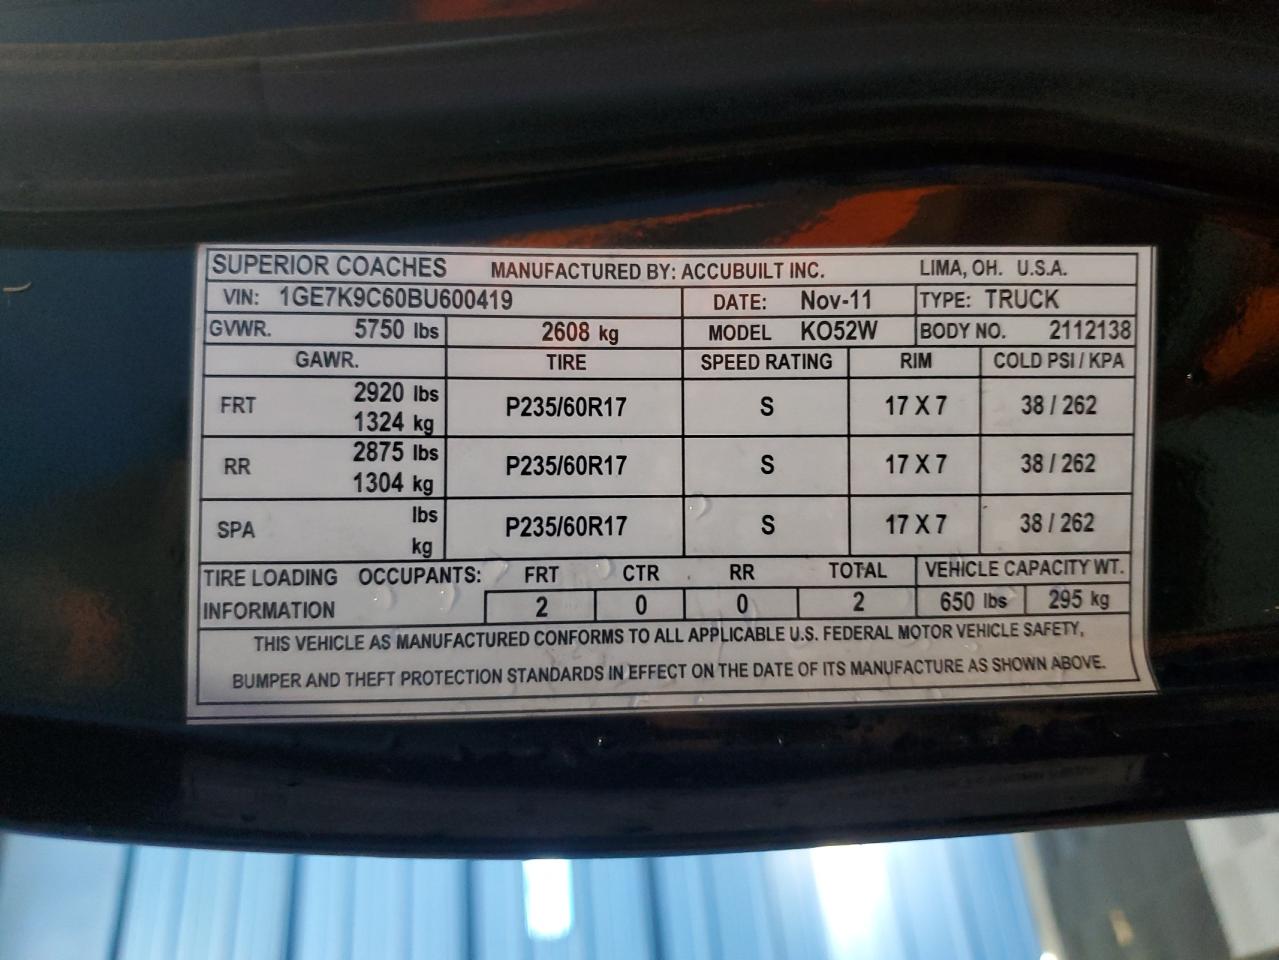 SUPERIOR COACHES MANUFACTURED BY: ACCUBUILT INC. LIMA, OH. U.S.A.
VIN: 1GE7K9C60BU600419 DATE: Nov-11 TYPE: TRUCK
GVWR. 5750 lbs 2608 kg MODEL KO52W BODY NO. 2112138
GAWR. TIRE SPEED RATING RIM COLD PSI / KPA
FRT 2920 lbs 1324 kg P235/60R17 S 17 X 7 38 / 262
RR 2875 lbs 1304 kg P235/60R17 S 17 X 7 38 / 262
SPA lbs kg P235/60R17 S 17 X 7 38 / 262
TIRE LOADING OCCUPANTS: FRT CTR RR TOTAL VEHICLE CAPACITY WT.
INFORMATION 2 0 0 2 650 lbs 295 kg
THIS VEHICLE AS MANUFACTURED CONFORMS TO ALL APPLICABLE U.S. FEDERAL MOTOR VEHICLE SAFETY,
BUMPER AND THEFT PROTECTION STANDARDS IN EFFECT ON THE DATE OF ITS MANUFACTURE AS SHOWN ABOVE.